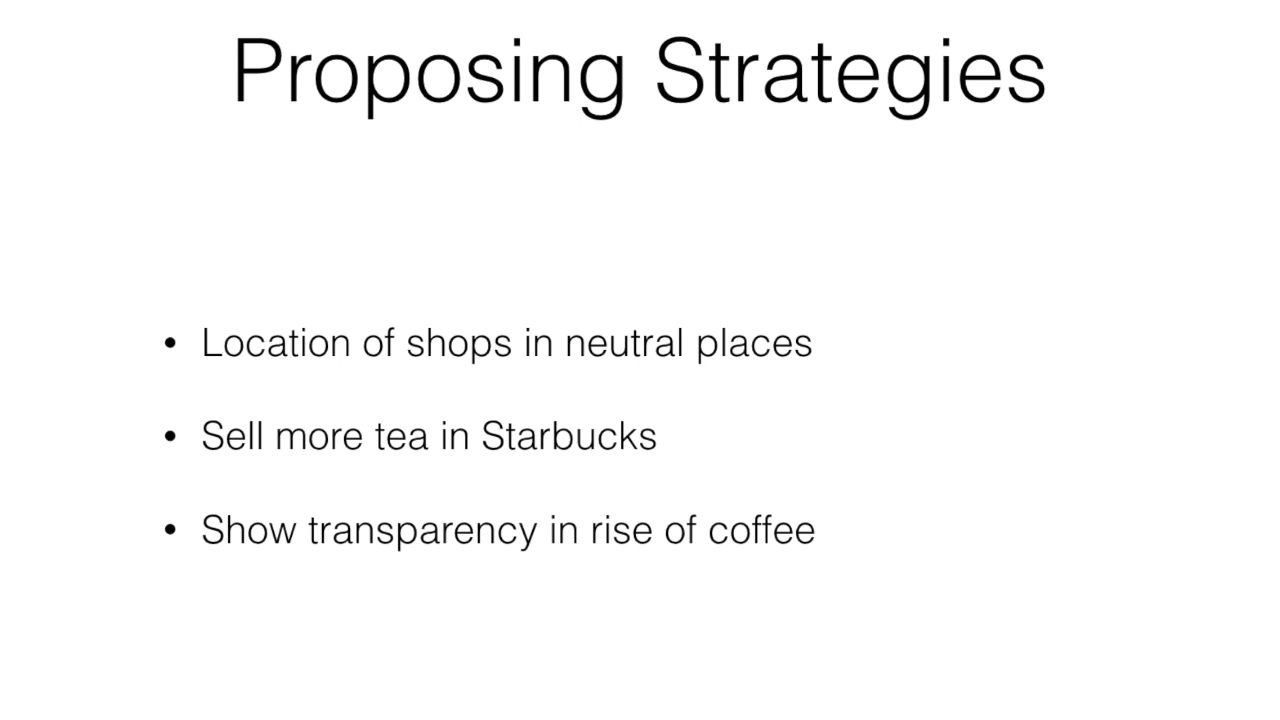 Proposing Strategies
• Location of shops in neutral places
• Sell more tea in Starbucks
• Show transparency in rise of coffee